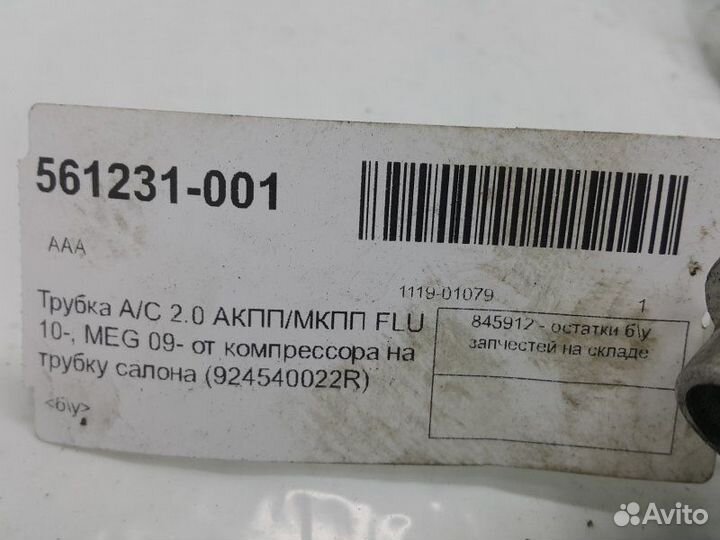 561231-001
AAA
1119-01079
1
Трубка A/C 2.0 АКПП/МКПП FLU
10-, MEG 09- от компрессора на
трубку салона (924540022R)
<б\у>
845912 - остатки б\у
запчестей на складе
Avito